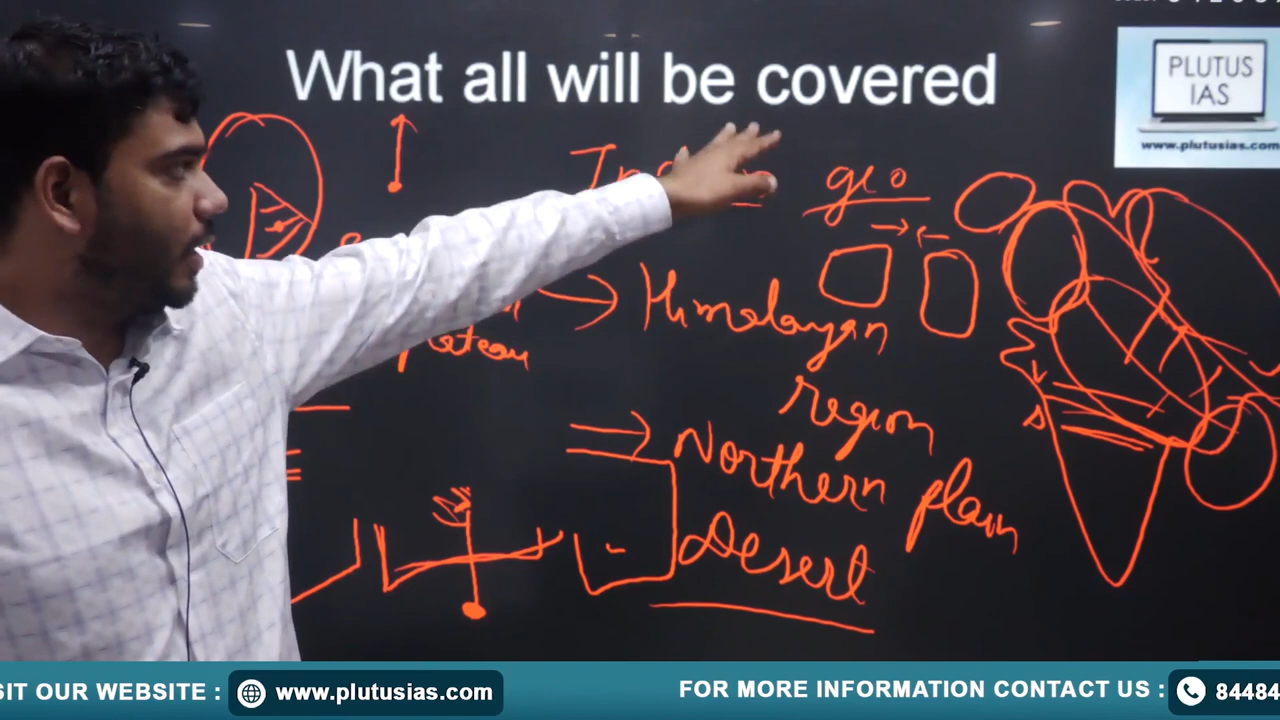 What all will be covered
PLUTUS
IAS
www.plutusias.com
geo
Himalayan
region
Northern plain
Desert
SIT OUR WEBSITE : www.plutusias.com
FOR MORE INFORMATION CONTACT US : 84484